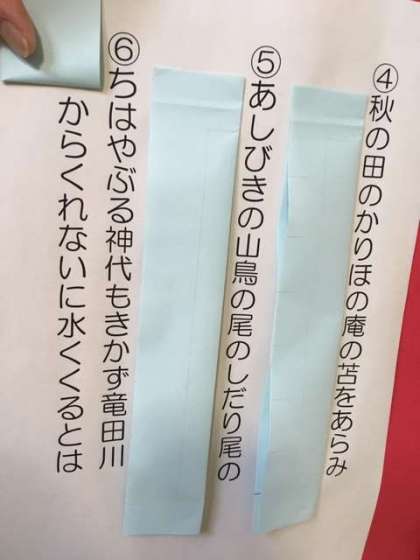 ④秋の田のかりほの庵の苫をあらみ
⑤あしびきの山鳥の尾のしだり尾の
⑥ちはやぶる神代もきかず竜田川
からくれないに水くくるとは